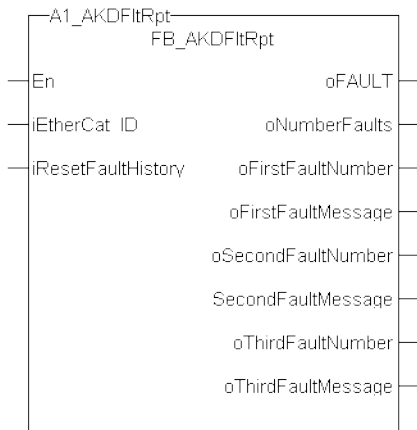 A1_AKDFltRpt
FB_AKDFltRpt
En oFAULT
iEtherCat_ID oNumberFaults
iResetFaultHistory oFirstFaultNumber
oFirstFaultMessage
oSecondFaultNumber
SecondFaultMessage
oThirdFaultNumber
oThirdFaultMessage